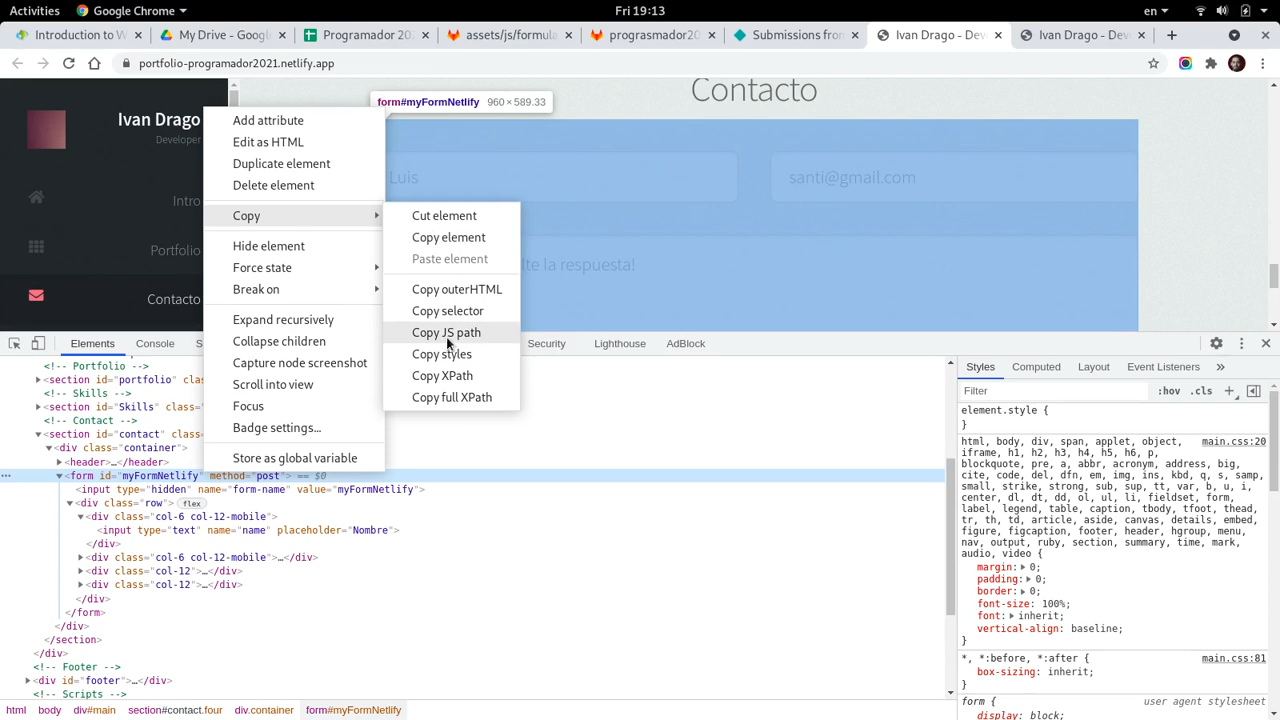 Activities
Google Chrome
Fri 19:13
en
Introduction to W
My Drive - Google
Programador 202
assets/js/formula
prograsmador20
Submissions from
Ivan Drago - Deve
Ivan Drago - Deve
portfolio-programador2021.netlify.app
Ivan Drago
Developer
Intro
Portfolio
Contacto
Contacto
form#myFormNetlify 960 × 589.33
Luis
santi@gmail.com
lte la respuesta!
Add attribute
Edit as HTML
Duplicate element
Delete element
Copy
Hide element
Force state
Break on
Expand recursively
Collapse children
Capture node screenshot
Scroll into view
Focus
Badge settings...
Store as global variable
Cut element
Copy element
Paste element
Copy outerHTML
Copy selector
Copy JS path
Copy styles
Copy XPath
Copy full XPath
Elements
Console
S
Security
Lighthouse
AdBlock
<!-- Portfolio -->
<section id="portfolio" class=
<!-- Skills -->
<section id="Skills" class=
<!-- Contact -->
<section id="contact" class=
<div class="container">
<header>…</header>
<form id="myFormNetlify" method="post"> == $0
<input type="hidden" name="form-name" value="myFormNetlify">
<div class="row"> flex
<div class="col-6 col-12-mobile">
<input type="text" name="name" placeholder="Nombre">
</div>
<div class="col-6 col-12-mobile">…</div>
<div class="col-12">…</div>
<div class="col-12">…</div>
</div>
</form>
</div>
</section>
</div>
<!-- Footer -->
<div id="footer">…</div>
<!-- Scripts -->
html
body
div#main
section#contact.four
div.container
form#myFormNetlify
Styles
Computed
Layout
Event Listeners
»
Filter
:hov
.cls
element.style {
}
html, body, div, span, applet, object, main.css:20
iframe, h1, h2, h3, h4, h5, h6, p,
blockquote, pre, a, abbr, acronym, address, big,
cite, code, del, dfn, em, img, ins, kbd, q, s, samp,
small, strike, strong, sub, sup, tt, var, b, u, i,
center, dl, dt, dd, ol, ul, li, fieldset, form,
label, legend, table, caption, tbody, tfoot, thead,
tr, th, td, article, aside, canvas, details, embed,
figure, figcaption, footer, header, hgroup, menu,
nav, output, ruby, section, summary, time, mark,
audio, video {
margin: 0;
padding: 0;
border: 0;
font-size: 100%;
font: inherit;
vertical-align: baseline;
}
*, *:before, *:after { main.css:81
box-sizing: inherit;
}
form { user agent stylesheet
display: block;